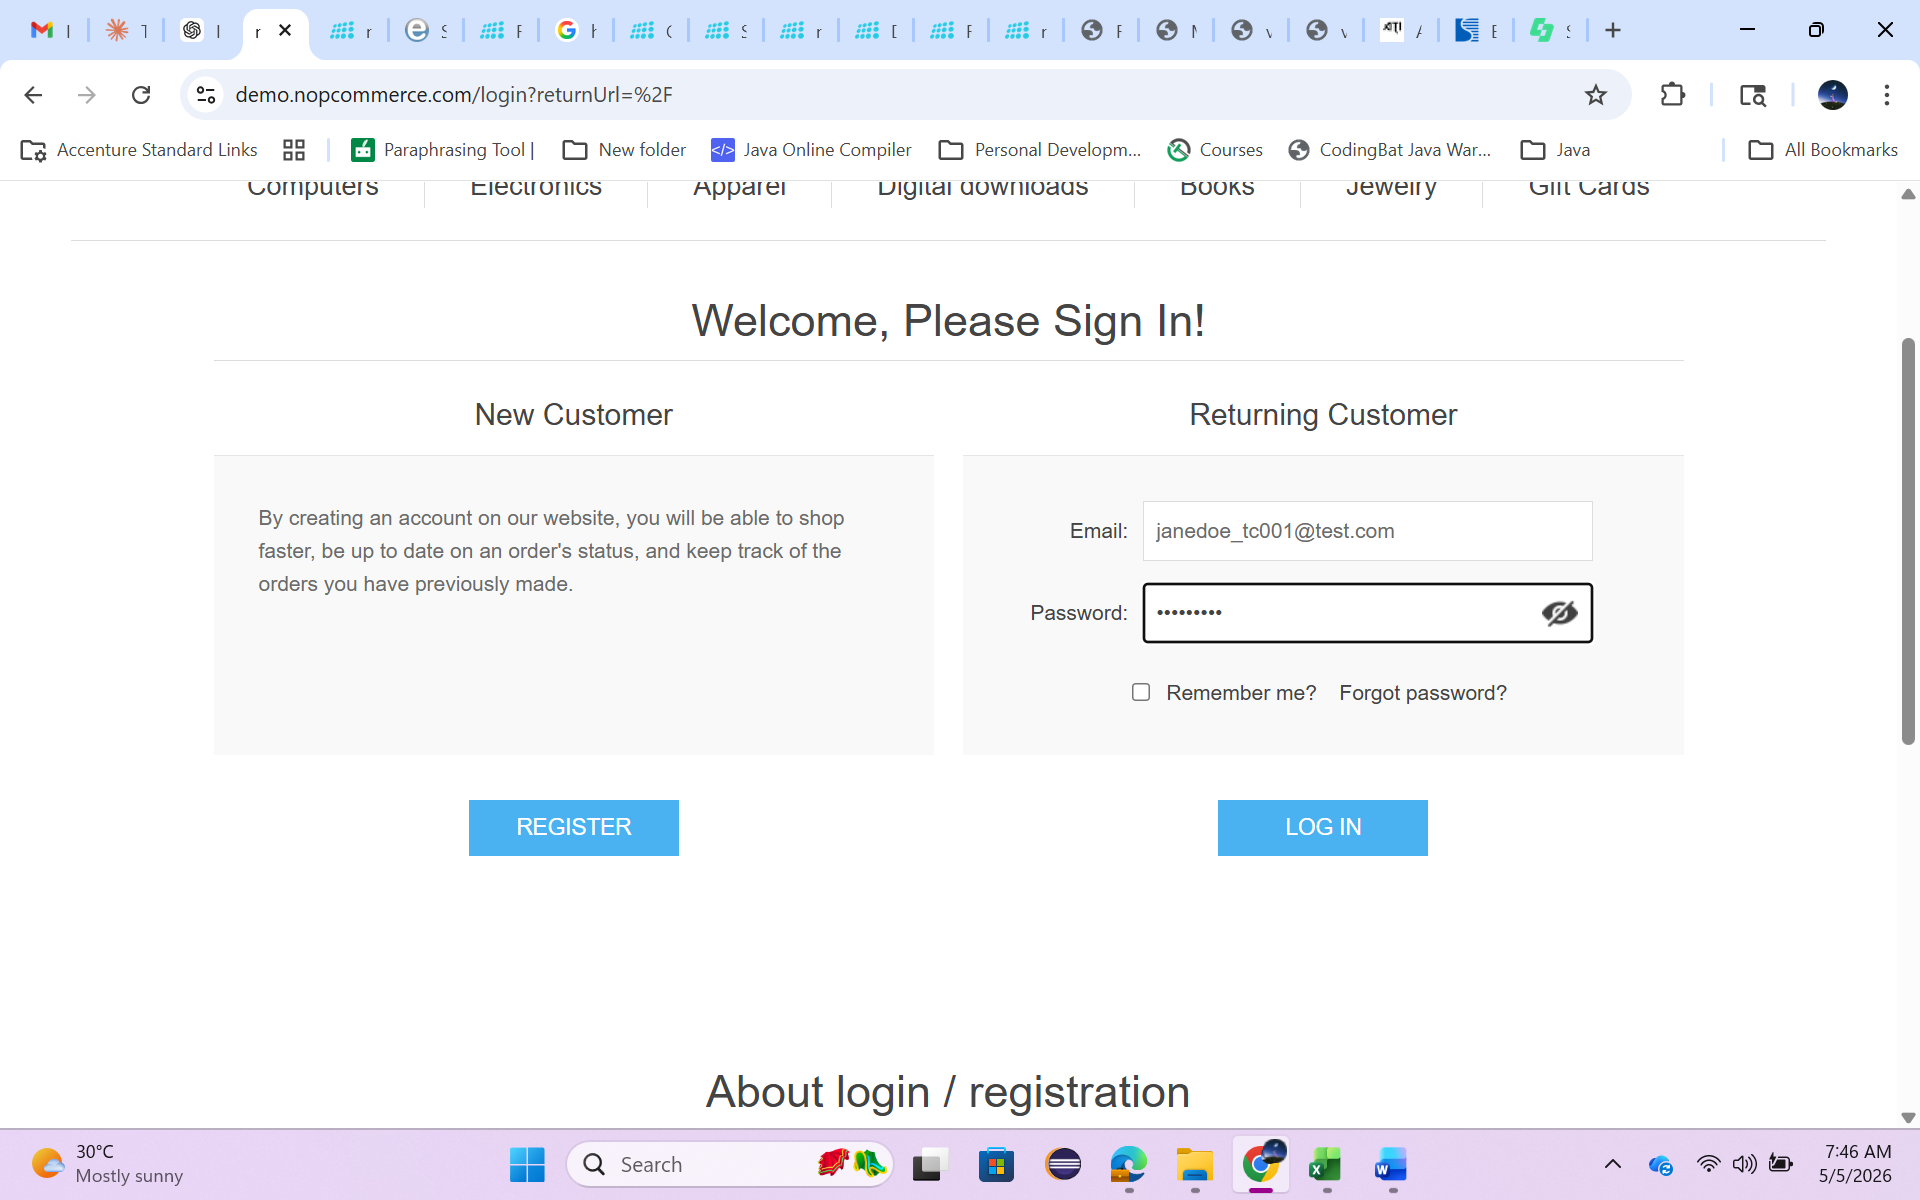 demo.nopcommerce.com/login?returnUrl=%2F
Accenture Standard Links
Paraphrasing Tool |
New folder
Java Online Compiler
Personal Developm...
Courses
CodingBat Java War...
Java
All Bookmarks
Computers
Electronics
Apparel
Digital downloads
Books
Jewelry
Gift Cards
Welcome, Please Sign In!
New Customer
Returning Customer
By creating an account on our website, you will be able to shop
faster, be up to date on an order's status, and keep track of the
orders you have previously made.
Email:
janedoe_tc001@test.com
Password:
•••••••••
Remember me?
Forgot password?
REGISTER
LOG IN
About login / registration
30°C
Mostly sunny
Search
7:46 AM
5/5/2026